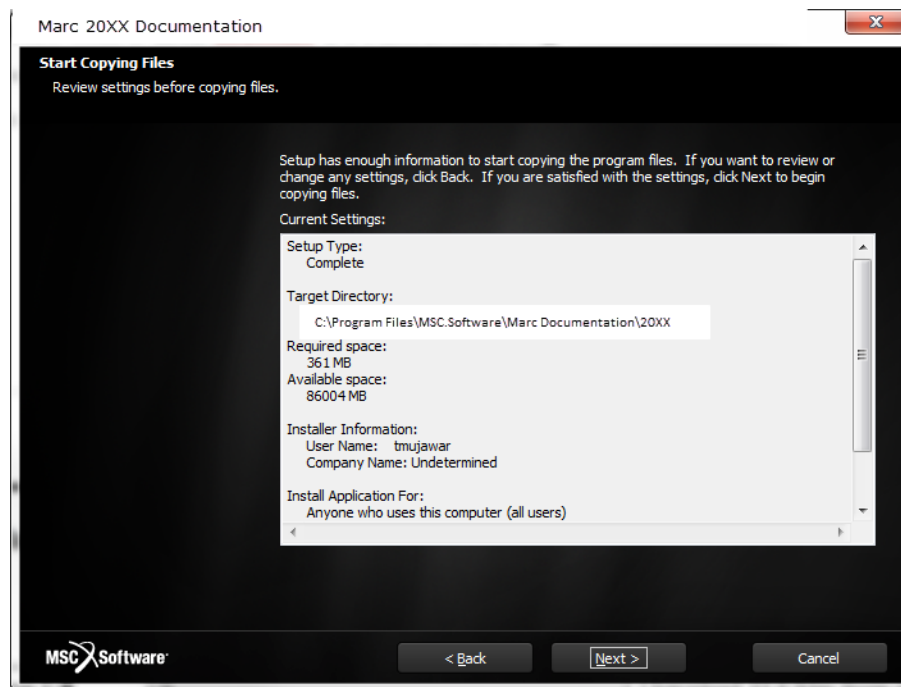 Marc 20XX Documentation
Start Copying Files
Review settings before copying files.
Setup has enough information to start copying the program files. If you want to review or
change any settings, click Back. If you are satisfied with the settings, click Next to begin
copying files.
Current Settings:
Setup Type:
Complete
Target Directory:
C:\Program Files\MSC.Software\Marc Documentation\20XX
Required space:
361 MB
Available space:
86004 MB
Installer Information:
User Name: tmujawar
Company Name: Undetermined
Install Application For:
Anyone who uses this computer (all users)
MSC Software
< Back
Next >
Cancel